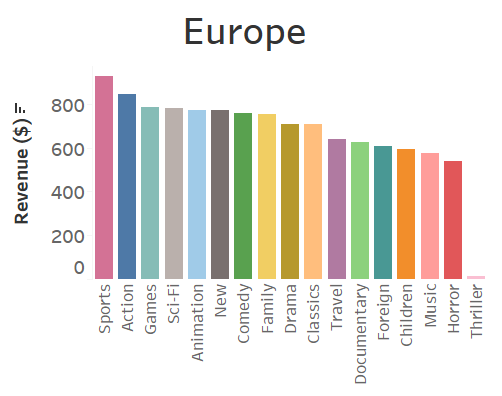 Europe
Revenue ($)
800
600
400
200
0
Sports
Action
Games
Sci-Fi
Animation
New
Comedy
Family
Drama
Classics
Travel
Documentary
Foreign
Children
Music
Horror
Thriller